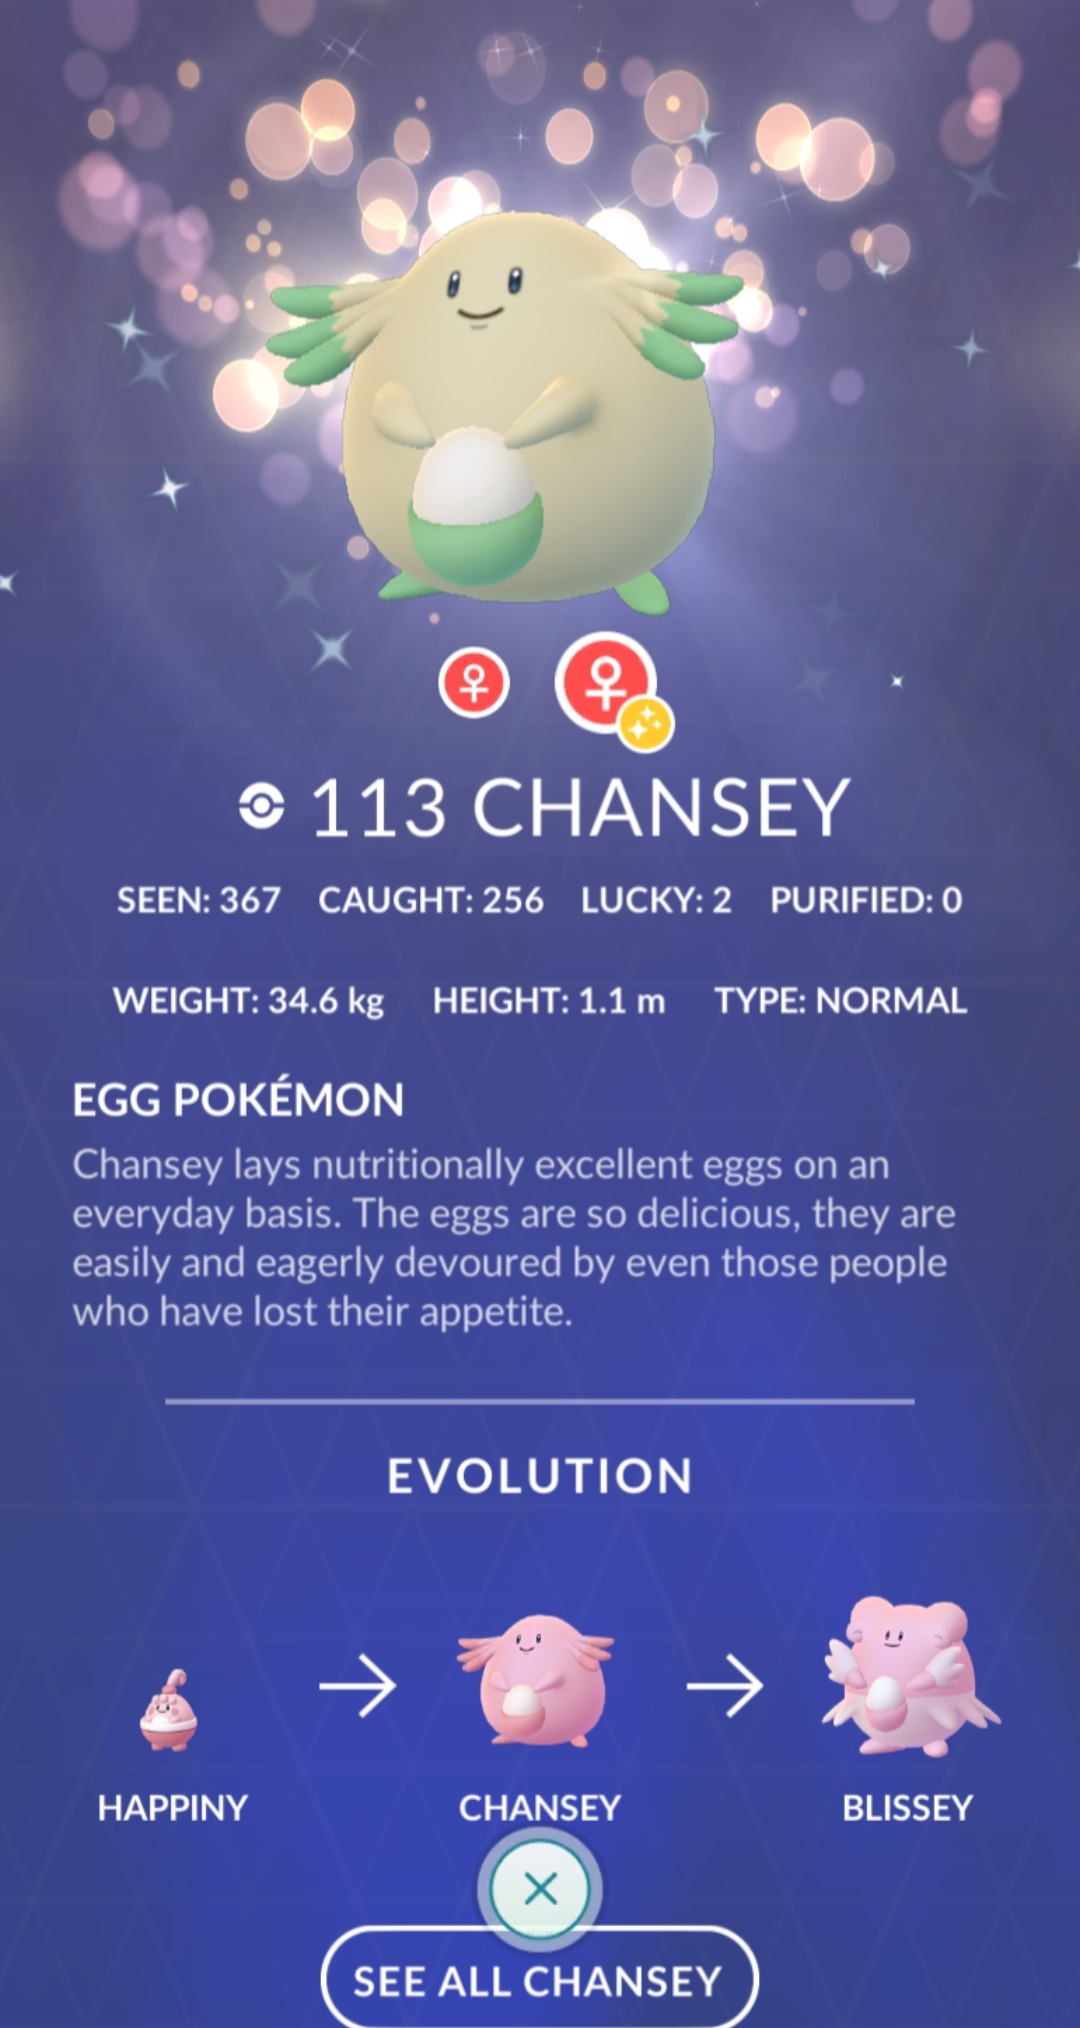 113 CHANSEY
SEEN: 367 CAUGHT: 256 LUCKY: 2 PURIFIED: 0
WEIGHT: 34.6 kg HEIGHT: 1.1 m TYPE: NORMAL
EGG POKÉMON
Chansey lays nutritionally excellent eggs on an
everyday basis. The eggs are so delicious, they are
easily and eagerly devoured by even those people
who have lost their appetite.
EVOLUTION
HAPPINY CHANSEY BLISSEY
SEE ALL CHANSEY